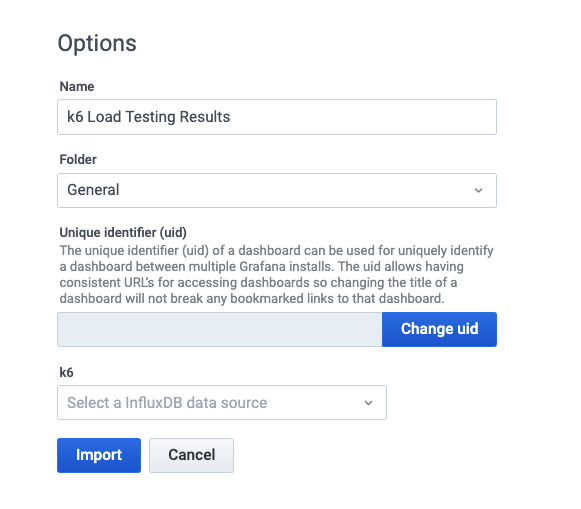 Options
Name
k6 Load Testing Results
Folder
General
Unique identifier (uid)
The unique identifier (uid) of a dashboard can be used for uniquely identify
a dashboard between multiple Grafana installs. The uid allows having
consistent URL's for accessing dashboards so changing the title of a
dashboard will not break any bookmarked links to that dashboard.
Change uid
k6
Select a InfluxDB data source
Import Cancel